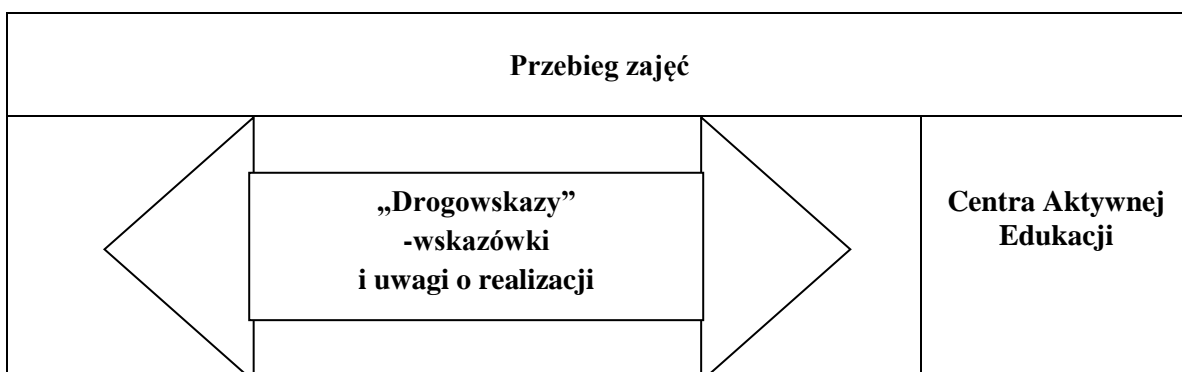 Przebieg zajęć
„Drogowskazy”
-wskazówki
i uwagi o realizacji
Centra Aktywnej
Edukacji